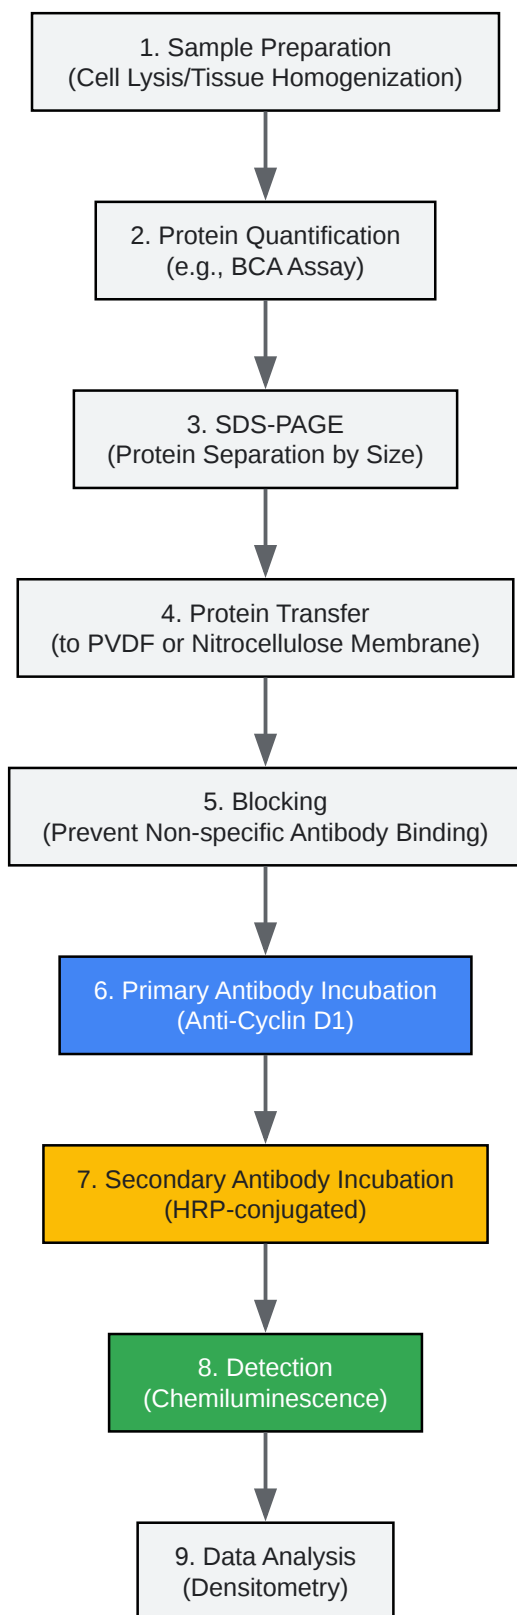 1. Sample Preparation
(Cell Lysis/Tissue Homogenization)
2. Protein Quantification
(e.g., BCA Assay)
3. SDS-PAGE
(Protein Separation by Size)
4. Protein Transfer
(to PVDF or Nitrocellulose Membrane)
5. Blocking
(Prevent Non-specific Antibody Binding)
6. Primary Antibody Incubation
(Anti-Cyclin D1)
7. Secondary Antibody Incubation
(HRP-conjugated)
8. Detection
(Chemiluminescence)
9. Data Analysis
(Densitometry)